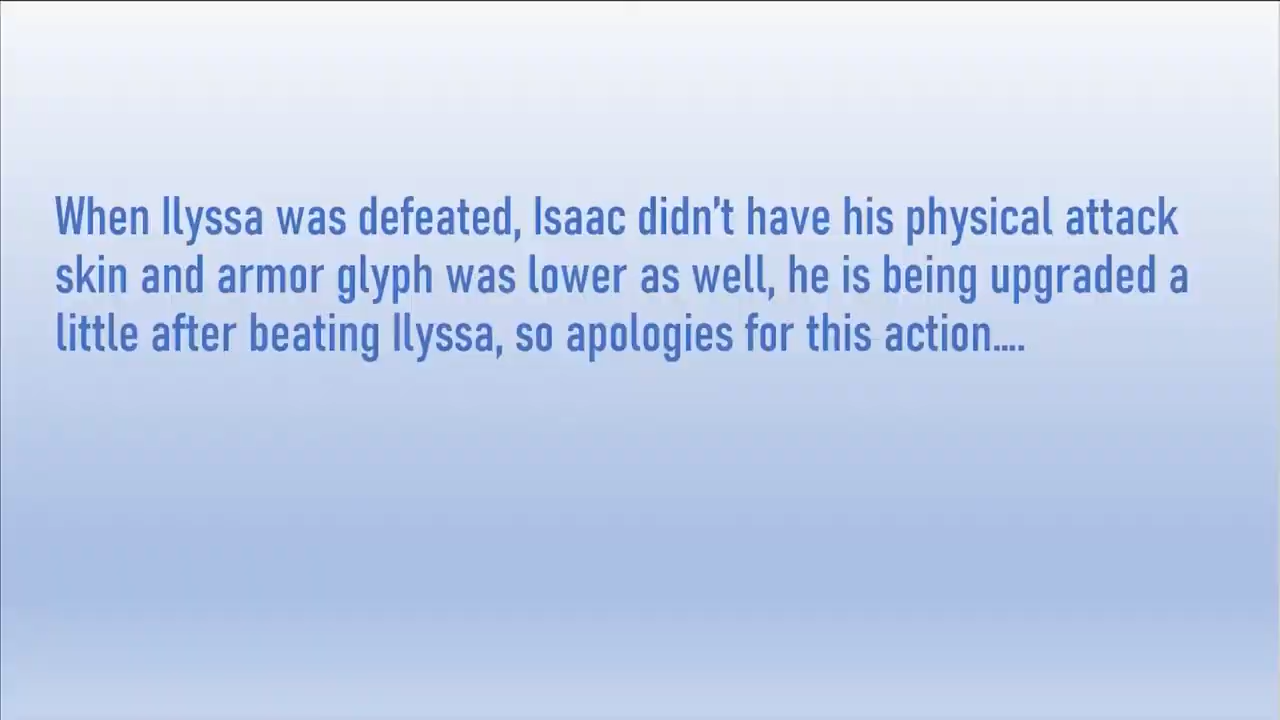 When Ilyssa was defeated, Isaac didn't have his physical attack
skin and armor glyph was lower as well, he is being upgraded a
little after beating Ilyssa, so apologies for this action....